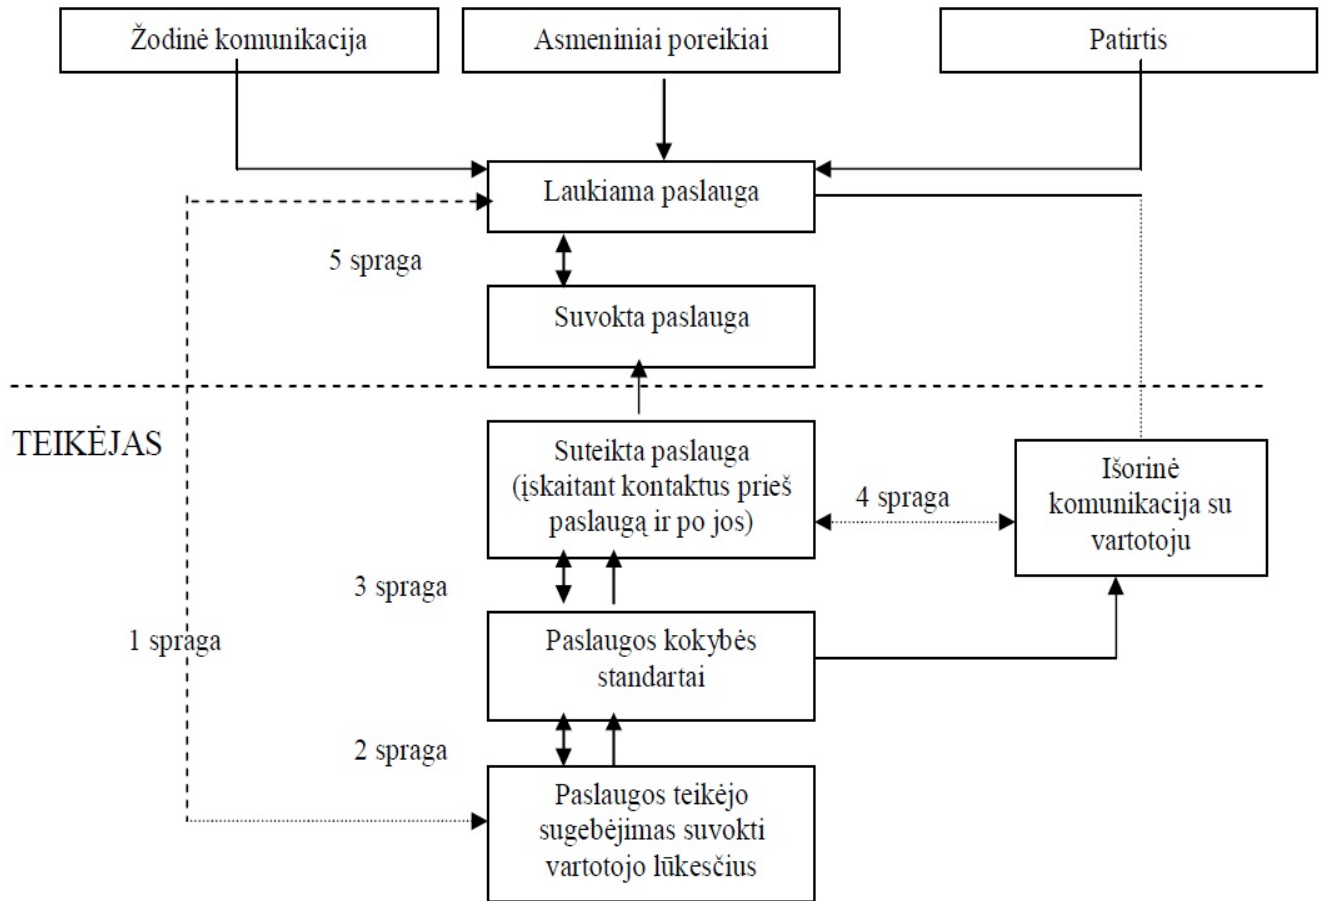 Žodinė komunikacija
Asmeniniai poreikiai
Patirtis
Laukiama paslauga
5 spraga
Suvokta paslauga
TEIKĖJAS
Suteikta paslauga
(įskaitant kontaktus prieš
paslaugą ir po jos)
4 spraga
Išorinė
komunikacija su
vartotoju
3 spraga
1 spraga
Paslaugos kokybės
standartai
2 spraga
Paslaugos teikėjo
sugebėjimas suvokti
vartotojo lūkesčius